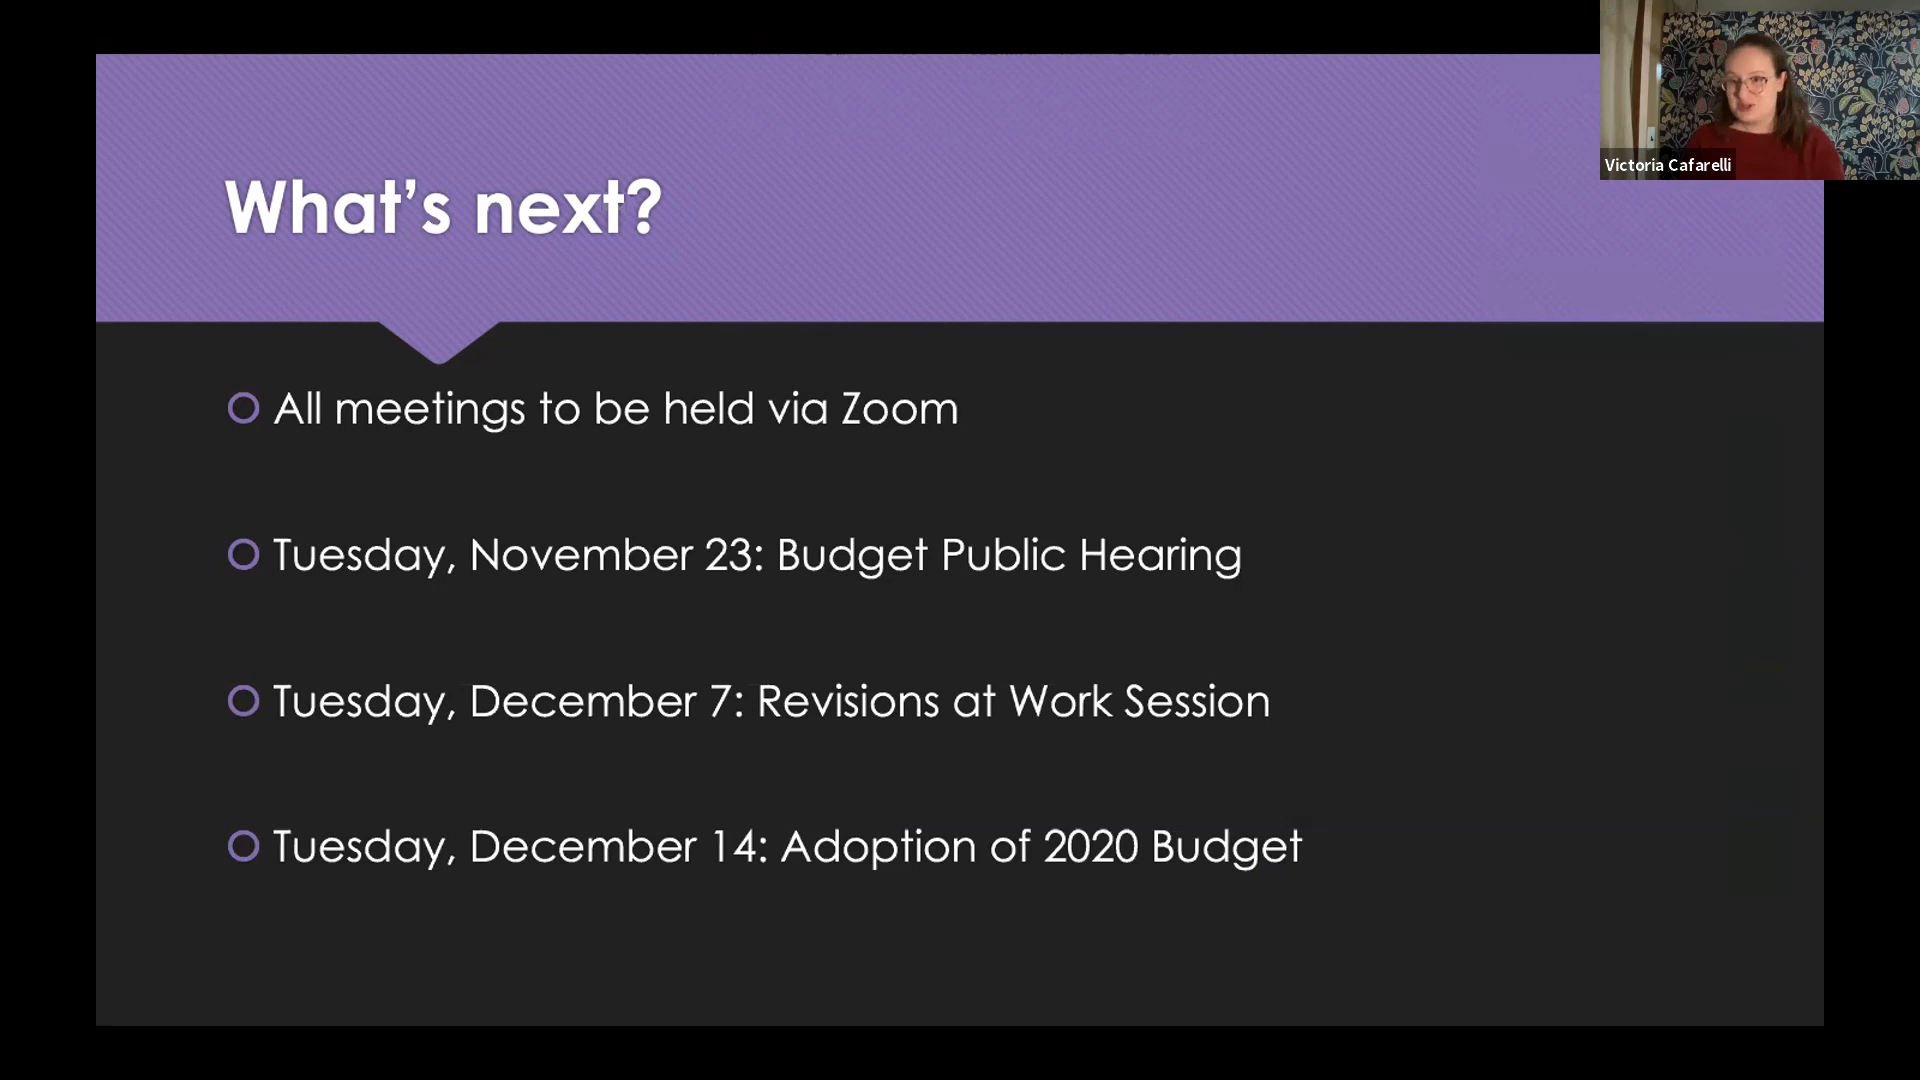 What's next?
Victoria Cafarelli
All meetings to be held via Zoom
Tuesday, November 23: Budget Public Hearing
Tuesday, December 7: Revisions at Work Session
Tuesday, December 14: Adoption of 2020 Budget